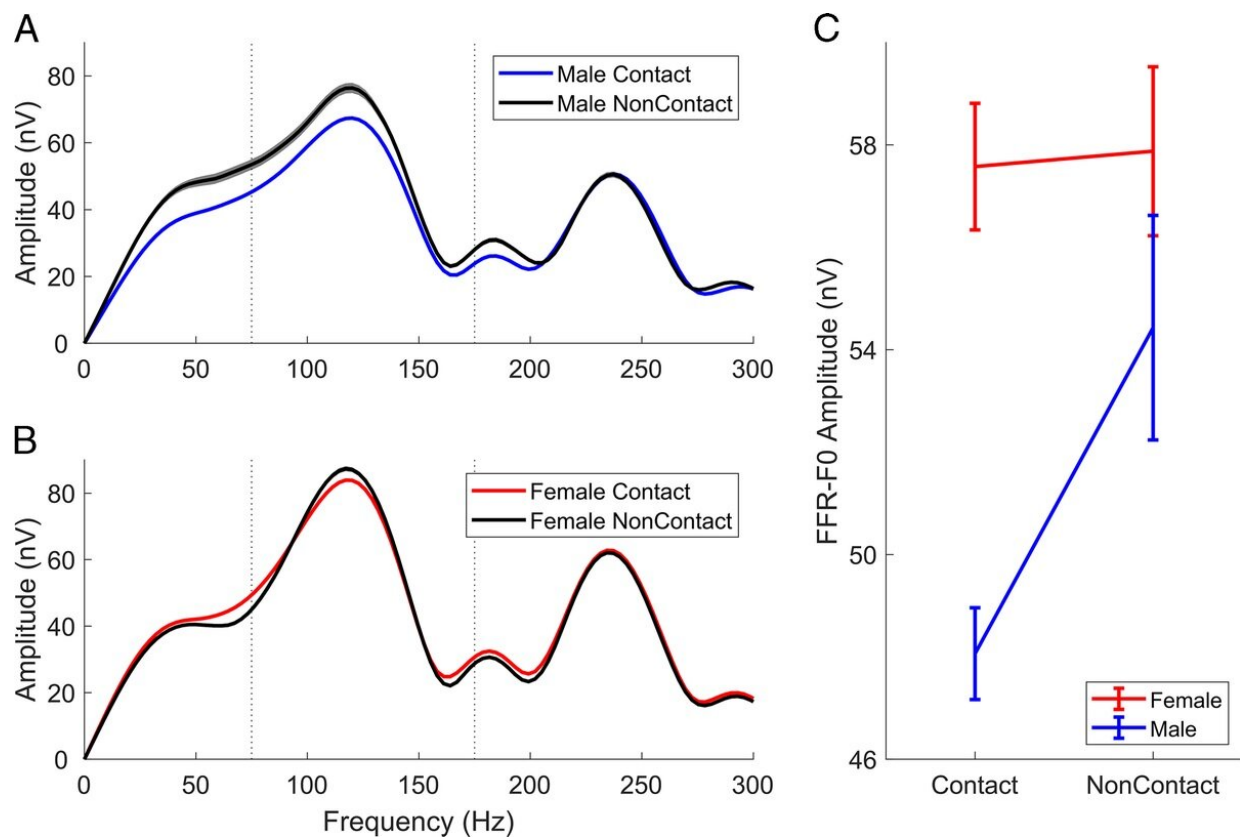 A
80
60
40
20
0
Amplitude (nV)
Male Contact
Male NonContact
0 50 100 150 200 250 300
B
80
60
40
20
0
Amplitude (nV)
Female Contact
Female NonContact
0 50 100 150 200 250 300
Frequency (Hz)
C
58
54
50
46
FFR-F0 Amplitude (nV)
Female
Male
Contact NonContact